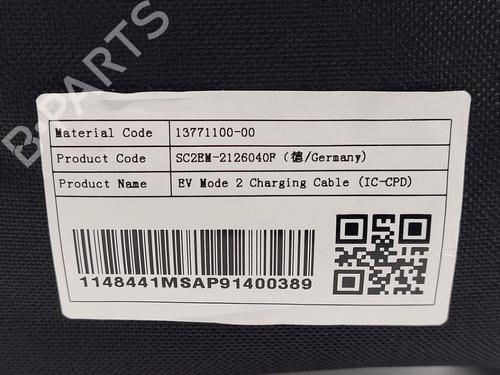 Material Code 13771100-00
Product Code SC2EM-2126040F (德/Germany)
Product Name EV Mode 2 Charging Cable (IC-CPD)
1148441MSAP91400389
B-PARTS